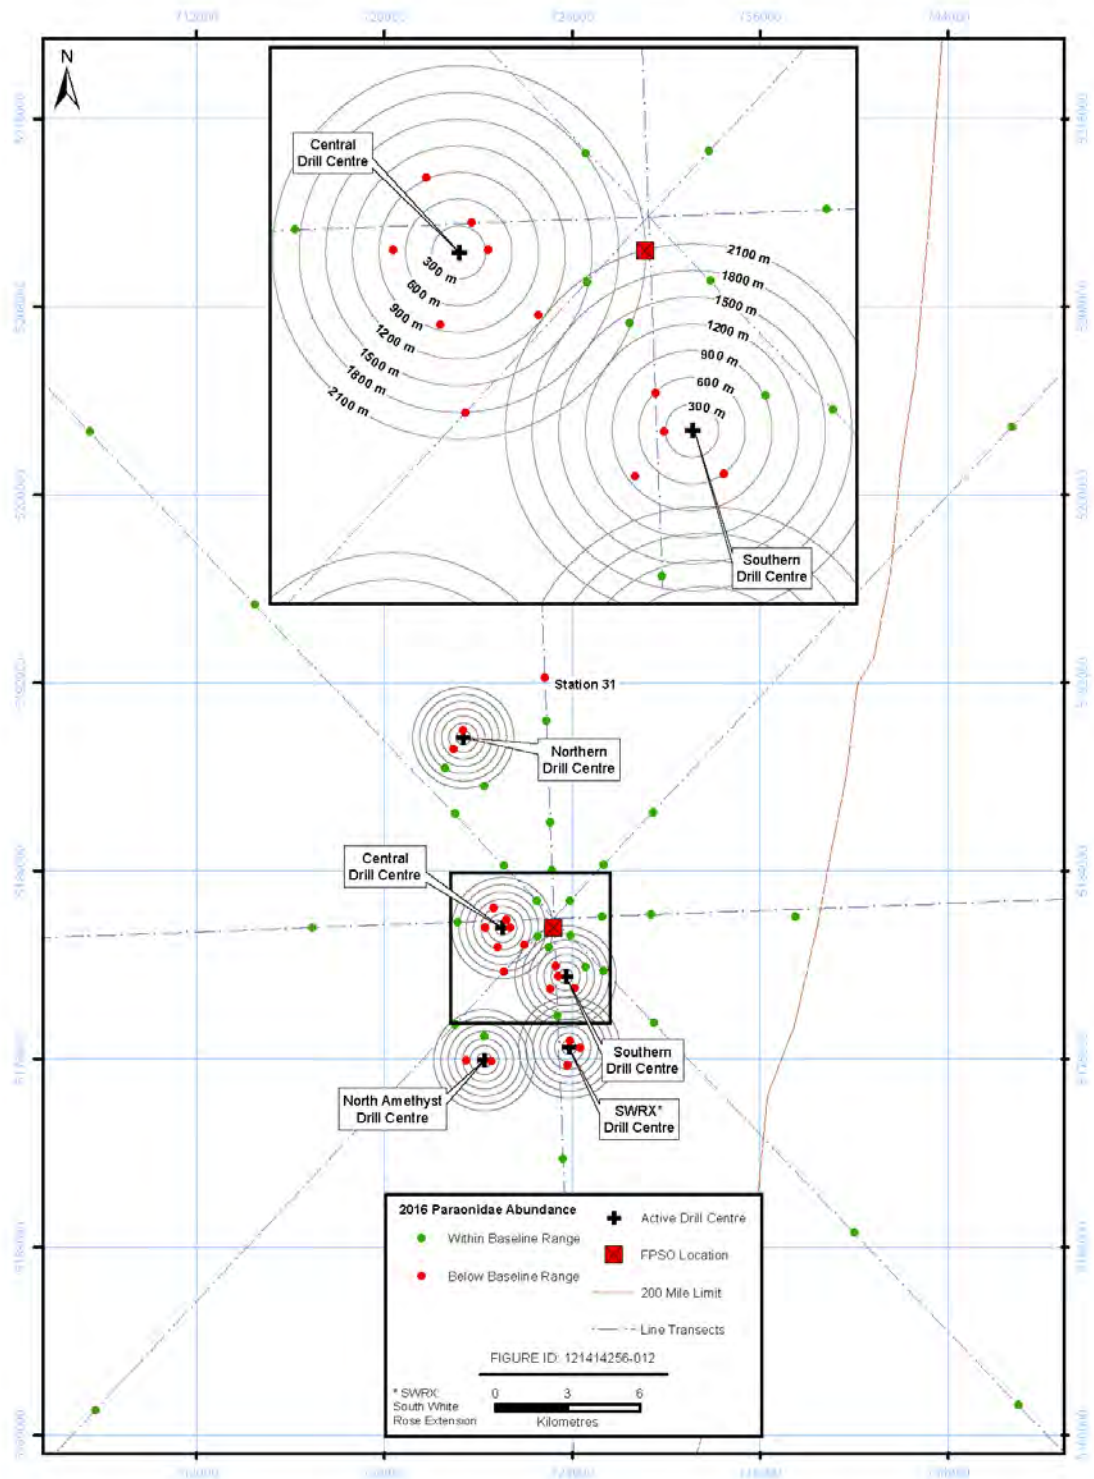 N
Central
Drill Centre
300 m
600 m
900 m
1200 m
1500 m
1800 m
2100 m
2100 m
1800 m
1500 m
1200 m
900 m
600 m
300 m
Southern
Drill Centre
Station 31
Northern
Drill Centre
Central
Drill Centre
Southern
Drill Centre
North Amethyst
Drill Centre
SWRX*
Drill Centre
2016 Paraonidae Abundance
Within Baseline Range
Below Baseline Range
Active Drill Centre
FPSO Location
200 Mile Limit
Line Transects
FIGURE ID: 121414256-012
* SWRX:
South White
Rose Extension
0 3 6
Kilometres